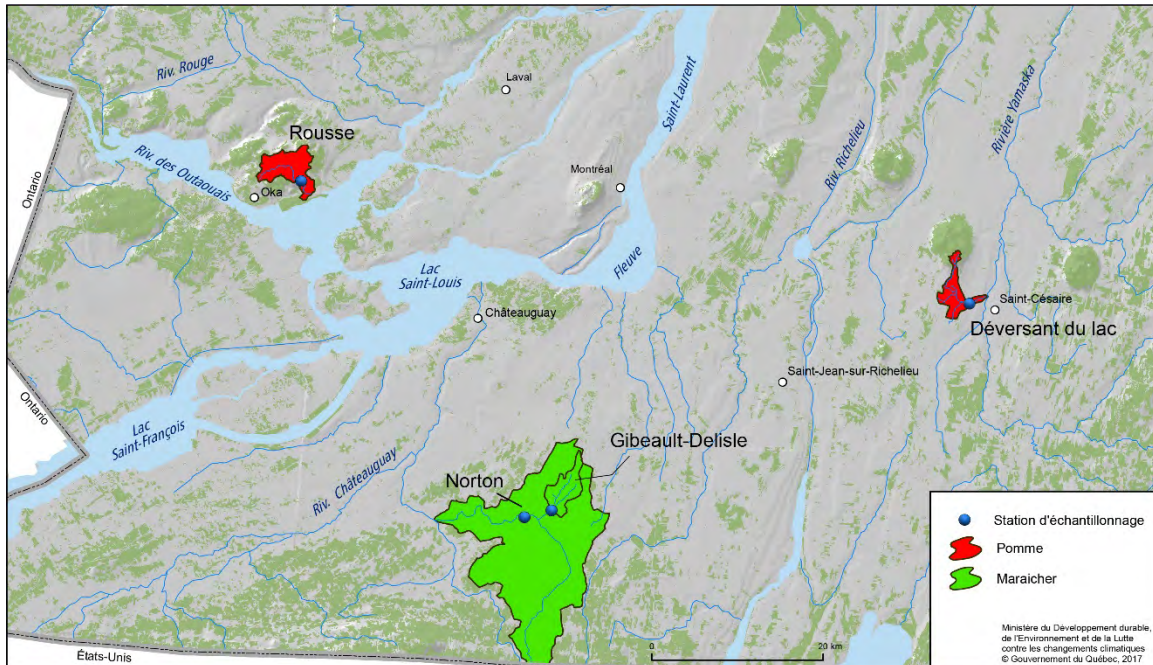 Riv. Rouge
Laval
Saint-Laurent
Rivière Yamaska
Rousse
Riv. des Outaouais
Oka
Montréal
Riv. Richelieu
Ontario
Lac
Saint-Louis
Fleuve
Châteauguay
Saint-Césaire
Déversant du lac
Saint-Jean-sur-Richelieu
Ontario
Lac
Saint-François
Gibeault-Delisle
Riv. Châteauguay
Norton
Station d'échantillonnage
Pomme
Maraicher
Ministère du Développement durable,
de l'Environnement et de la Lutte
contre les changements climatiques
© Gouvernement du Québec, 2017
0 20 km
États-Unis